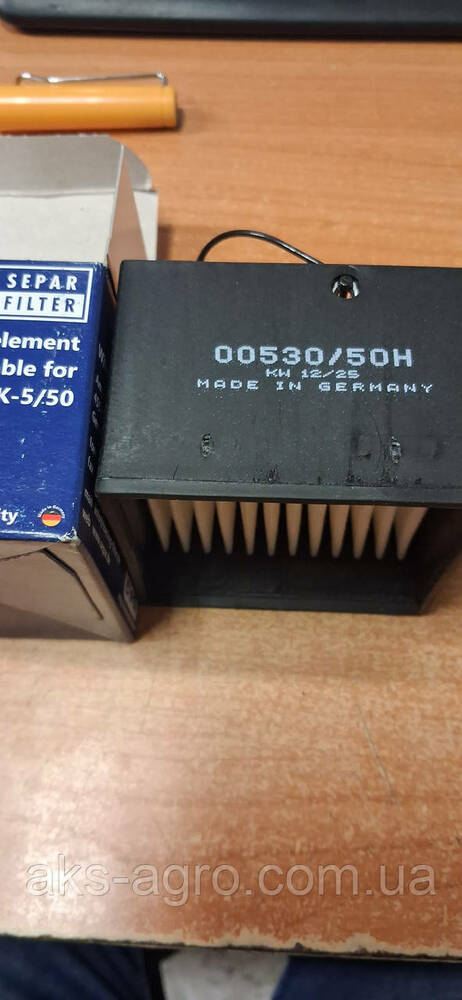 SEPAR
FILTER
element
ble for
K-5/50
ity
00530/50H
KW 12/25
MADE IN GERMANY
aks-agro.com.ua